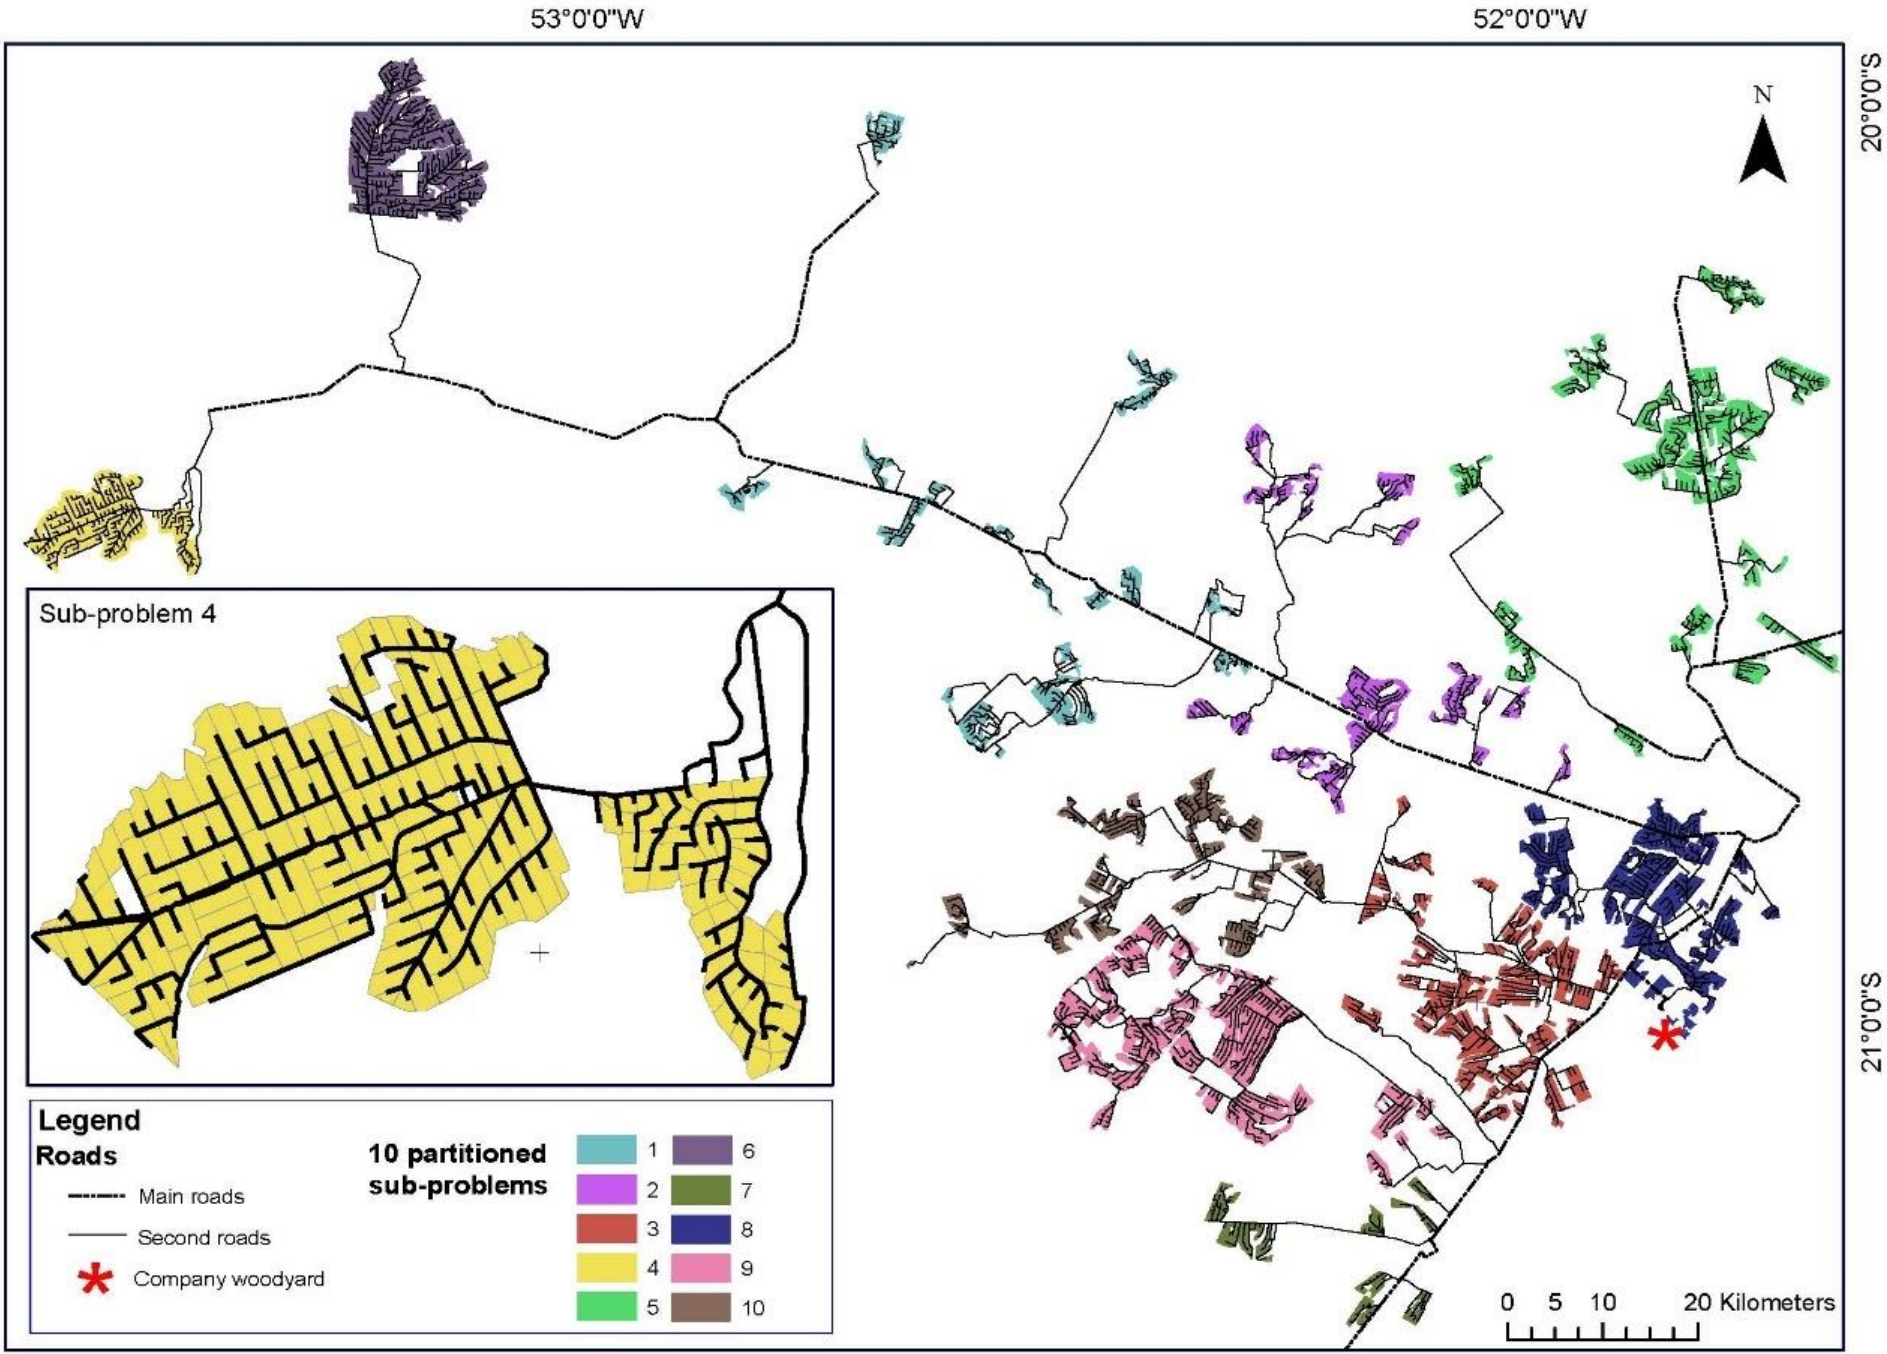 53°0'0"W
52°0'0"W
20°0'0"S
N
Sub-problem 4
21°0'0"S
Legend
Roads
Main roads
Second roads
Company woodyard
10 partitioned
sub-problems
1
2
3
4
5
6
7
8
9
10
0 5 10 20 Kilometers